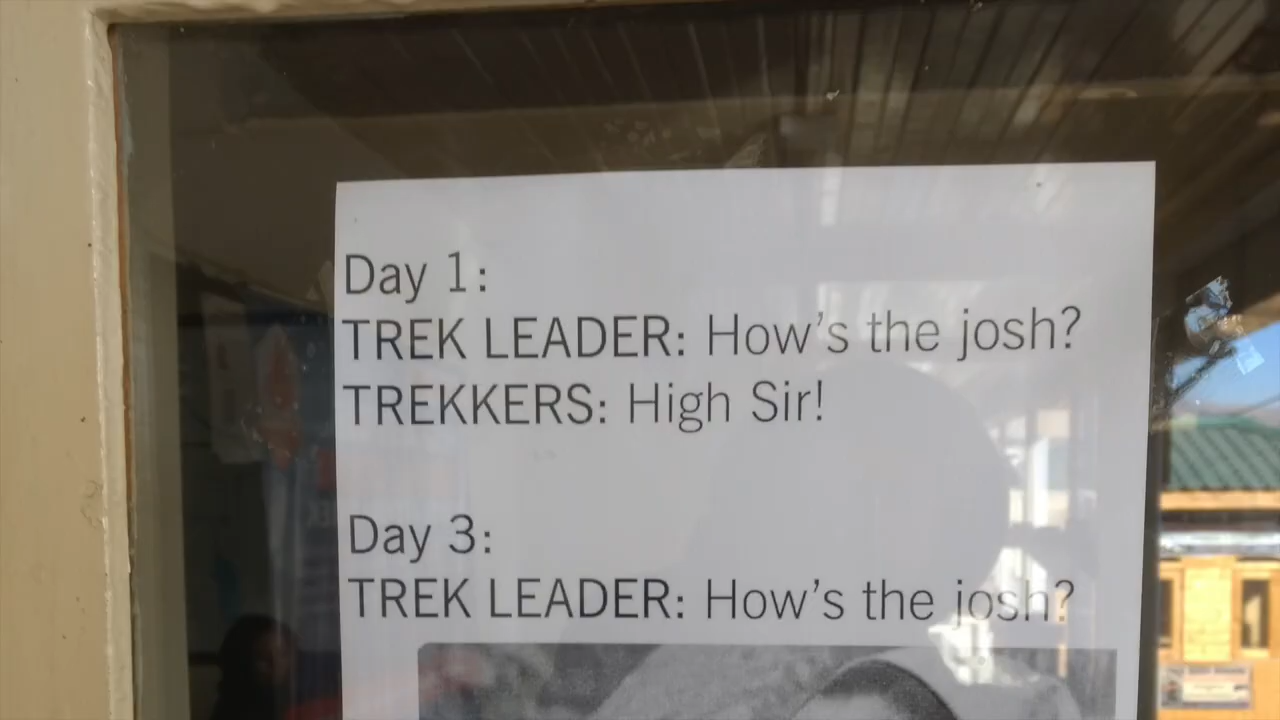 Day 1:
TREK LEADER: How's the josh?
TREKKERS: High Sir!
Day 3:
TREK LEADER: How's the josh?